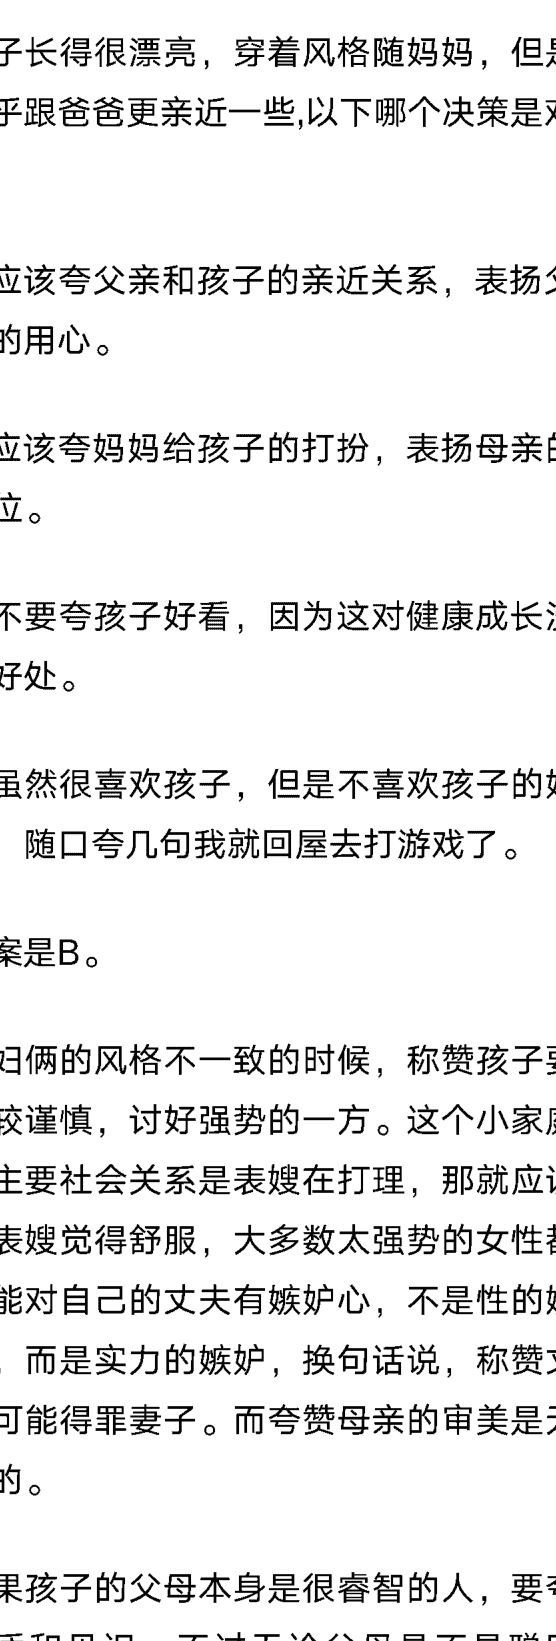 子长得很漂亮，穿着风格随妈妈，但是
乎跟爸爸更亲近一些,以下哪个决策是对
应该夸父亲和孩子的亲近关系，表扬父
的用心。
应该夸妈妈给孩子的打扮，表扬母亲的
位。
不要夸孩子好看，因为这对健康成长没
好处。
虽然很喜欢孩子，但是不喜欢孩子的
，随口夸几句我就回屋去打游戏了。
案是B。
妇俩的风格不一致的时候，称赞孩子要
较谨慎，讨好强势的一方。这个小家庭
主要社会关系是表嫂在打理，那就应该
表嫂觉得舒服，大多数太强势的女性都
能对自己的丈夫有嫉妒心，不是性的嫉
，而是实力的嫉妒，换句话说，称赞丈
可能得罪妻子。而夸赞母亲的审美是无
的。
果孩子的父母本身是很睿智的人，要夸